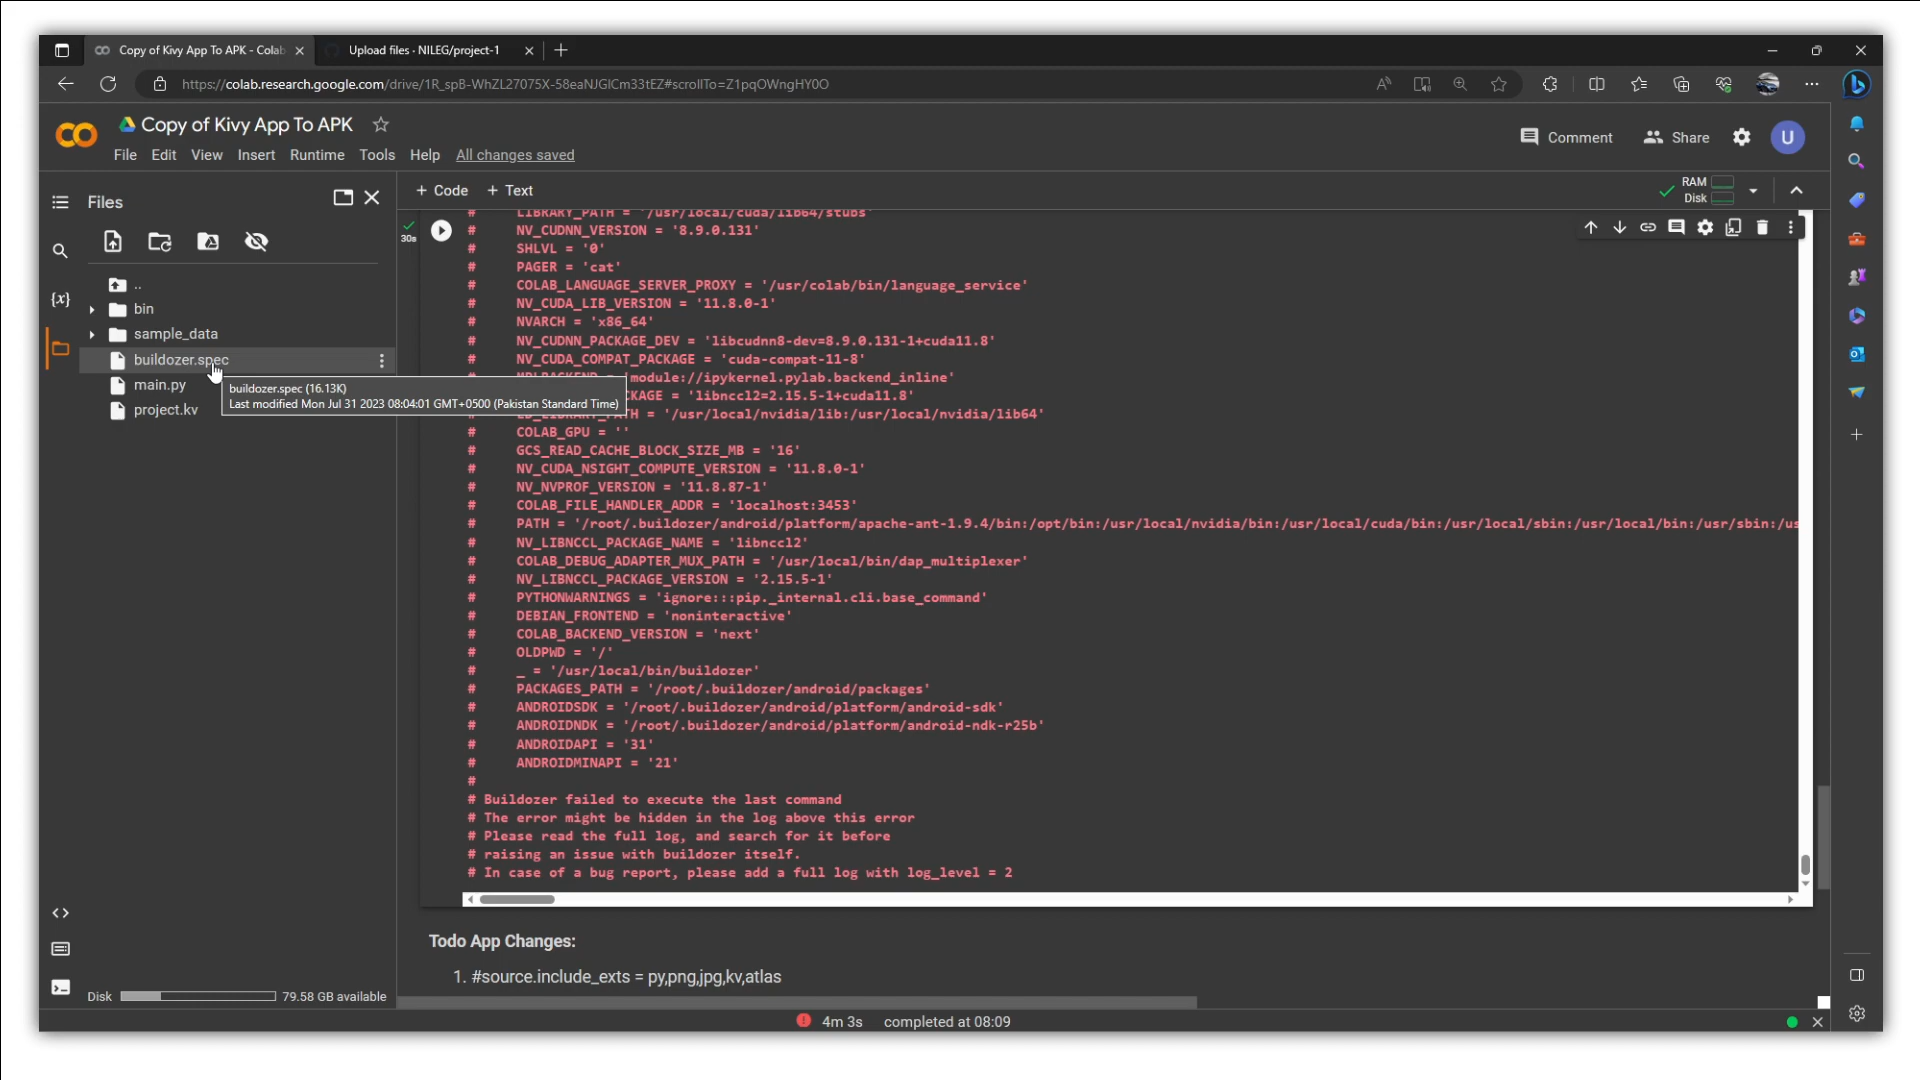 Copy of Kivy App To APK - Colab
Upload files · NILEG/project-1
https://colab.research.google.com/drive/1R_spB-WhZL27075X-58eaNJGlCm33tEZ#scrollTo=Z1pqOWngHY0O
Copy of Kivy App To APK
File Edit View Insert Runtime Tools Help All changes saved
Comment
Share
U
Files
+ Code + Text
RAM
Disk
..
bin
sample_data
buildozer.spec
main.py
project.kv
buildozer.spec (16.13K)
Last modified Mon Jul 31 2023 08:04:01 GMT+0500 (Pakistan Standard Time)
30s
# LIBRARY_PATH = '/usr/local/cuda/lib64/stubs'
# NV_CUDNN_VERSION = '8.9.0.131'
# SHLVL = '0'
# PAGER = 'cat'
# COLAB_LANGUAGE_SERVER_PROXY = '/usr/colab/bin/language_service'
# NV_CUDA_LIB_VERSION = '11.8.0-1'
# NVARCH = 'x86_64'
# NV_CUDNN_PACKAGE_DEV = 'libcudnn8-dev=8.9.0.131-1+cuda11.8'
# NV_CUDA_COMPAT_PACKAGE = 'cuda-compat-11-8'
# MPLBACKEND = 'module://ipykernel.pylab.backend_inline'
KAGE = 'libnccl2=2.15.5-1+cuda11.8'
# LD_LIBRARY_PATH = '/usr/local/nvidia/lib:/usr/local/nvidia/lib64'
# COLAB_GPU = ''
# GCS_READ_CACHE_BLOCK_SIZE_MB = '16'
# NV_CUDA_NSIGHT_COMPUTE_VERSION = '11.8.0-1'
# NV_NVPROF_VERSION = '11.8.87-1'
# COLAB_FILE_HANDLER_ADDR = 'localhost:3453'
# PATH = '/root/.buildozer/android/platform/apache-ant-1.9.4/bin:/opt/bin:/usr/local/nvidia/bin:/usr/local/cuda/bin:/usr/local/sbin:/usr/local/bin:/usr/sbin:/us
# NV_LIBNCCL_PACKAGE_NAME = 'libnccl2'
# COLAB_DEBUG_ADAPTER_MUX_PATH = '/usr/local/bin/dap_multiplexer'
# NV_LIBNCCL_PACKAGE_VERSION = '2.15.5-1'
# PYTHONWARNINGS = 'ignore:::pip._internal.cli.base_command'
# DEBIAN_FRONTEND = 'noninteractive'
# COLAB_BACKEND_VERSION = 'next'
# OLDPWD = '/'
# _ = '/usr/local/bin/buildozer'
# PACKAGES_PATH = '/root/.buildozer/android/packages'
# ANDROIDSDK = '/root/.buildozer/android/platform/android-sdk'
# ANDROIDNDK = '/root/.buildozer/android/platform/android-ndk-r25b'
# ANDROIDAPI = '31'
# ANDROIDMINAPI = '21'
#
# Buildozer failed to execute the last command
# The error might be hidden in the log above this error
# Please read the full log, and search for it before
# raising an issue with buildozer itself.
# In case of a bug report, please add a full log with log_level = 2
Todo App Changes:
1. #source.include_exts = py,png,jpg,kv,atlas
Disk 79.58 GB available
4m 3s completed at 08:09